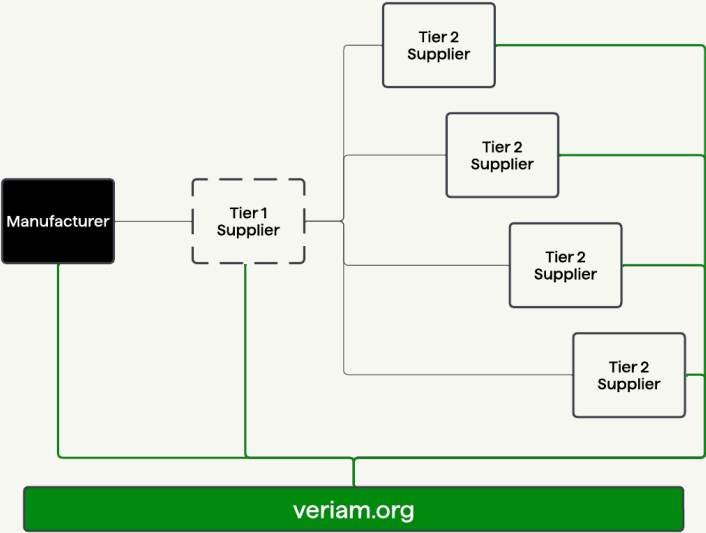 Tier 2
Supplier
Tier 2
Supplier
Manufacturer
Tier 1
Supplier
Tier 2
Supplier
Tier 2
Supplier
veriam.org